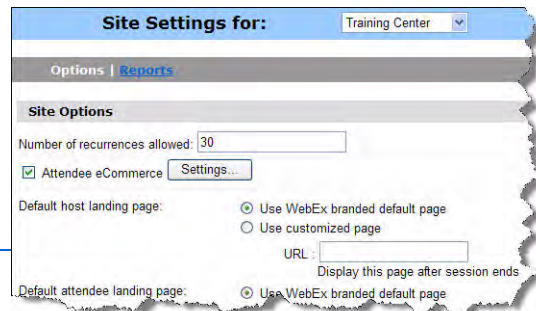 Site Settings for: Training Center
Options | Reports
Site Options
Number of recurrences allowed: 30
Attendee eCommerce Settings...
Default host landing page: Use WebEx branded default page
Use customized page
URL :
Display this page after session ends
Default attendee landing page: Use WebEx branded default page